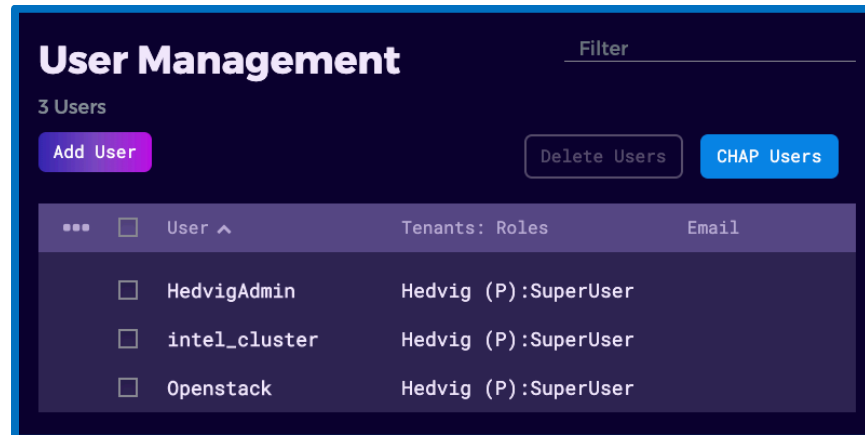 User Management
Filter
3 Users
Add User
Delete Users
CHAP Users
User
Tenants: Roles
Email
HedvigAdmin
Hedvig (P):SuperUser
intel_cluster
Hedvig (P):SuperUser
Openstack
Hedvig (P):SuperUser